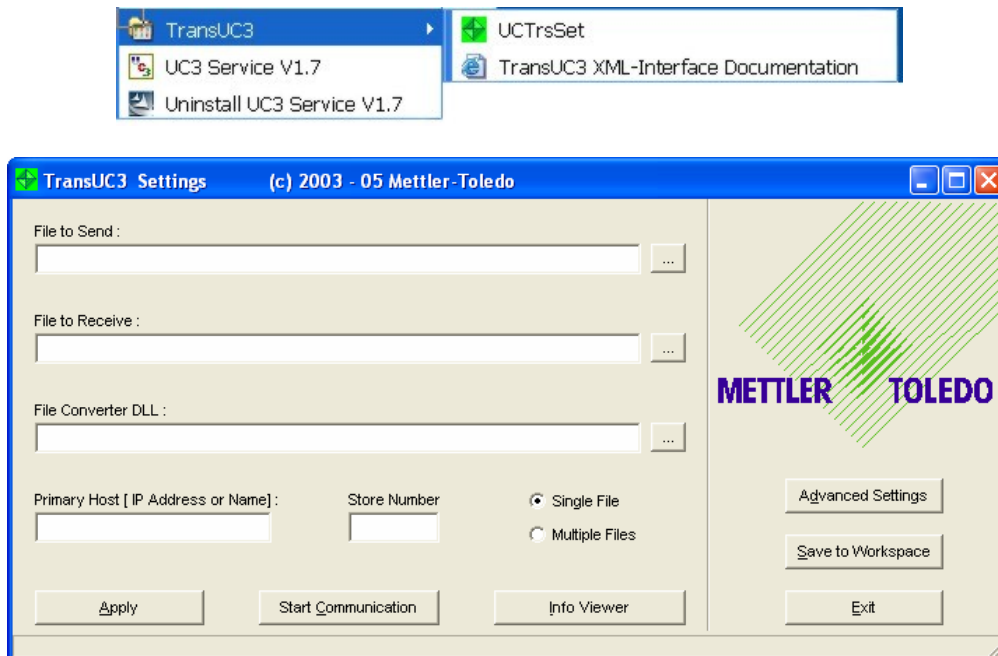 TransUC3
UCTrsSet
UC3 Service V1.7
TransUC3 XML-Interface Documentation
Uninstall UC3 Service V1.7
TransUC3 Settings (c) 2003 - 05 Mettler-Toledo
File to Send :
...
File to Receive :
...
METTLER TOLEDO
File Converter DLL :
...
Primary Host [ IP Address or Name] :
Store Number
Single File
Multiple Files
Advanced Settings
Save to Workspace
Apply
Start Communication
Info Viewer
Exit